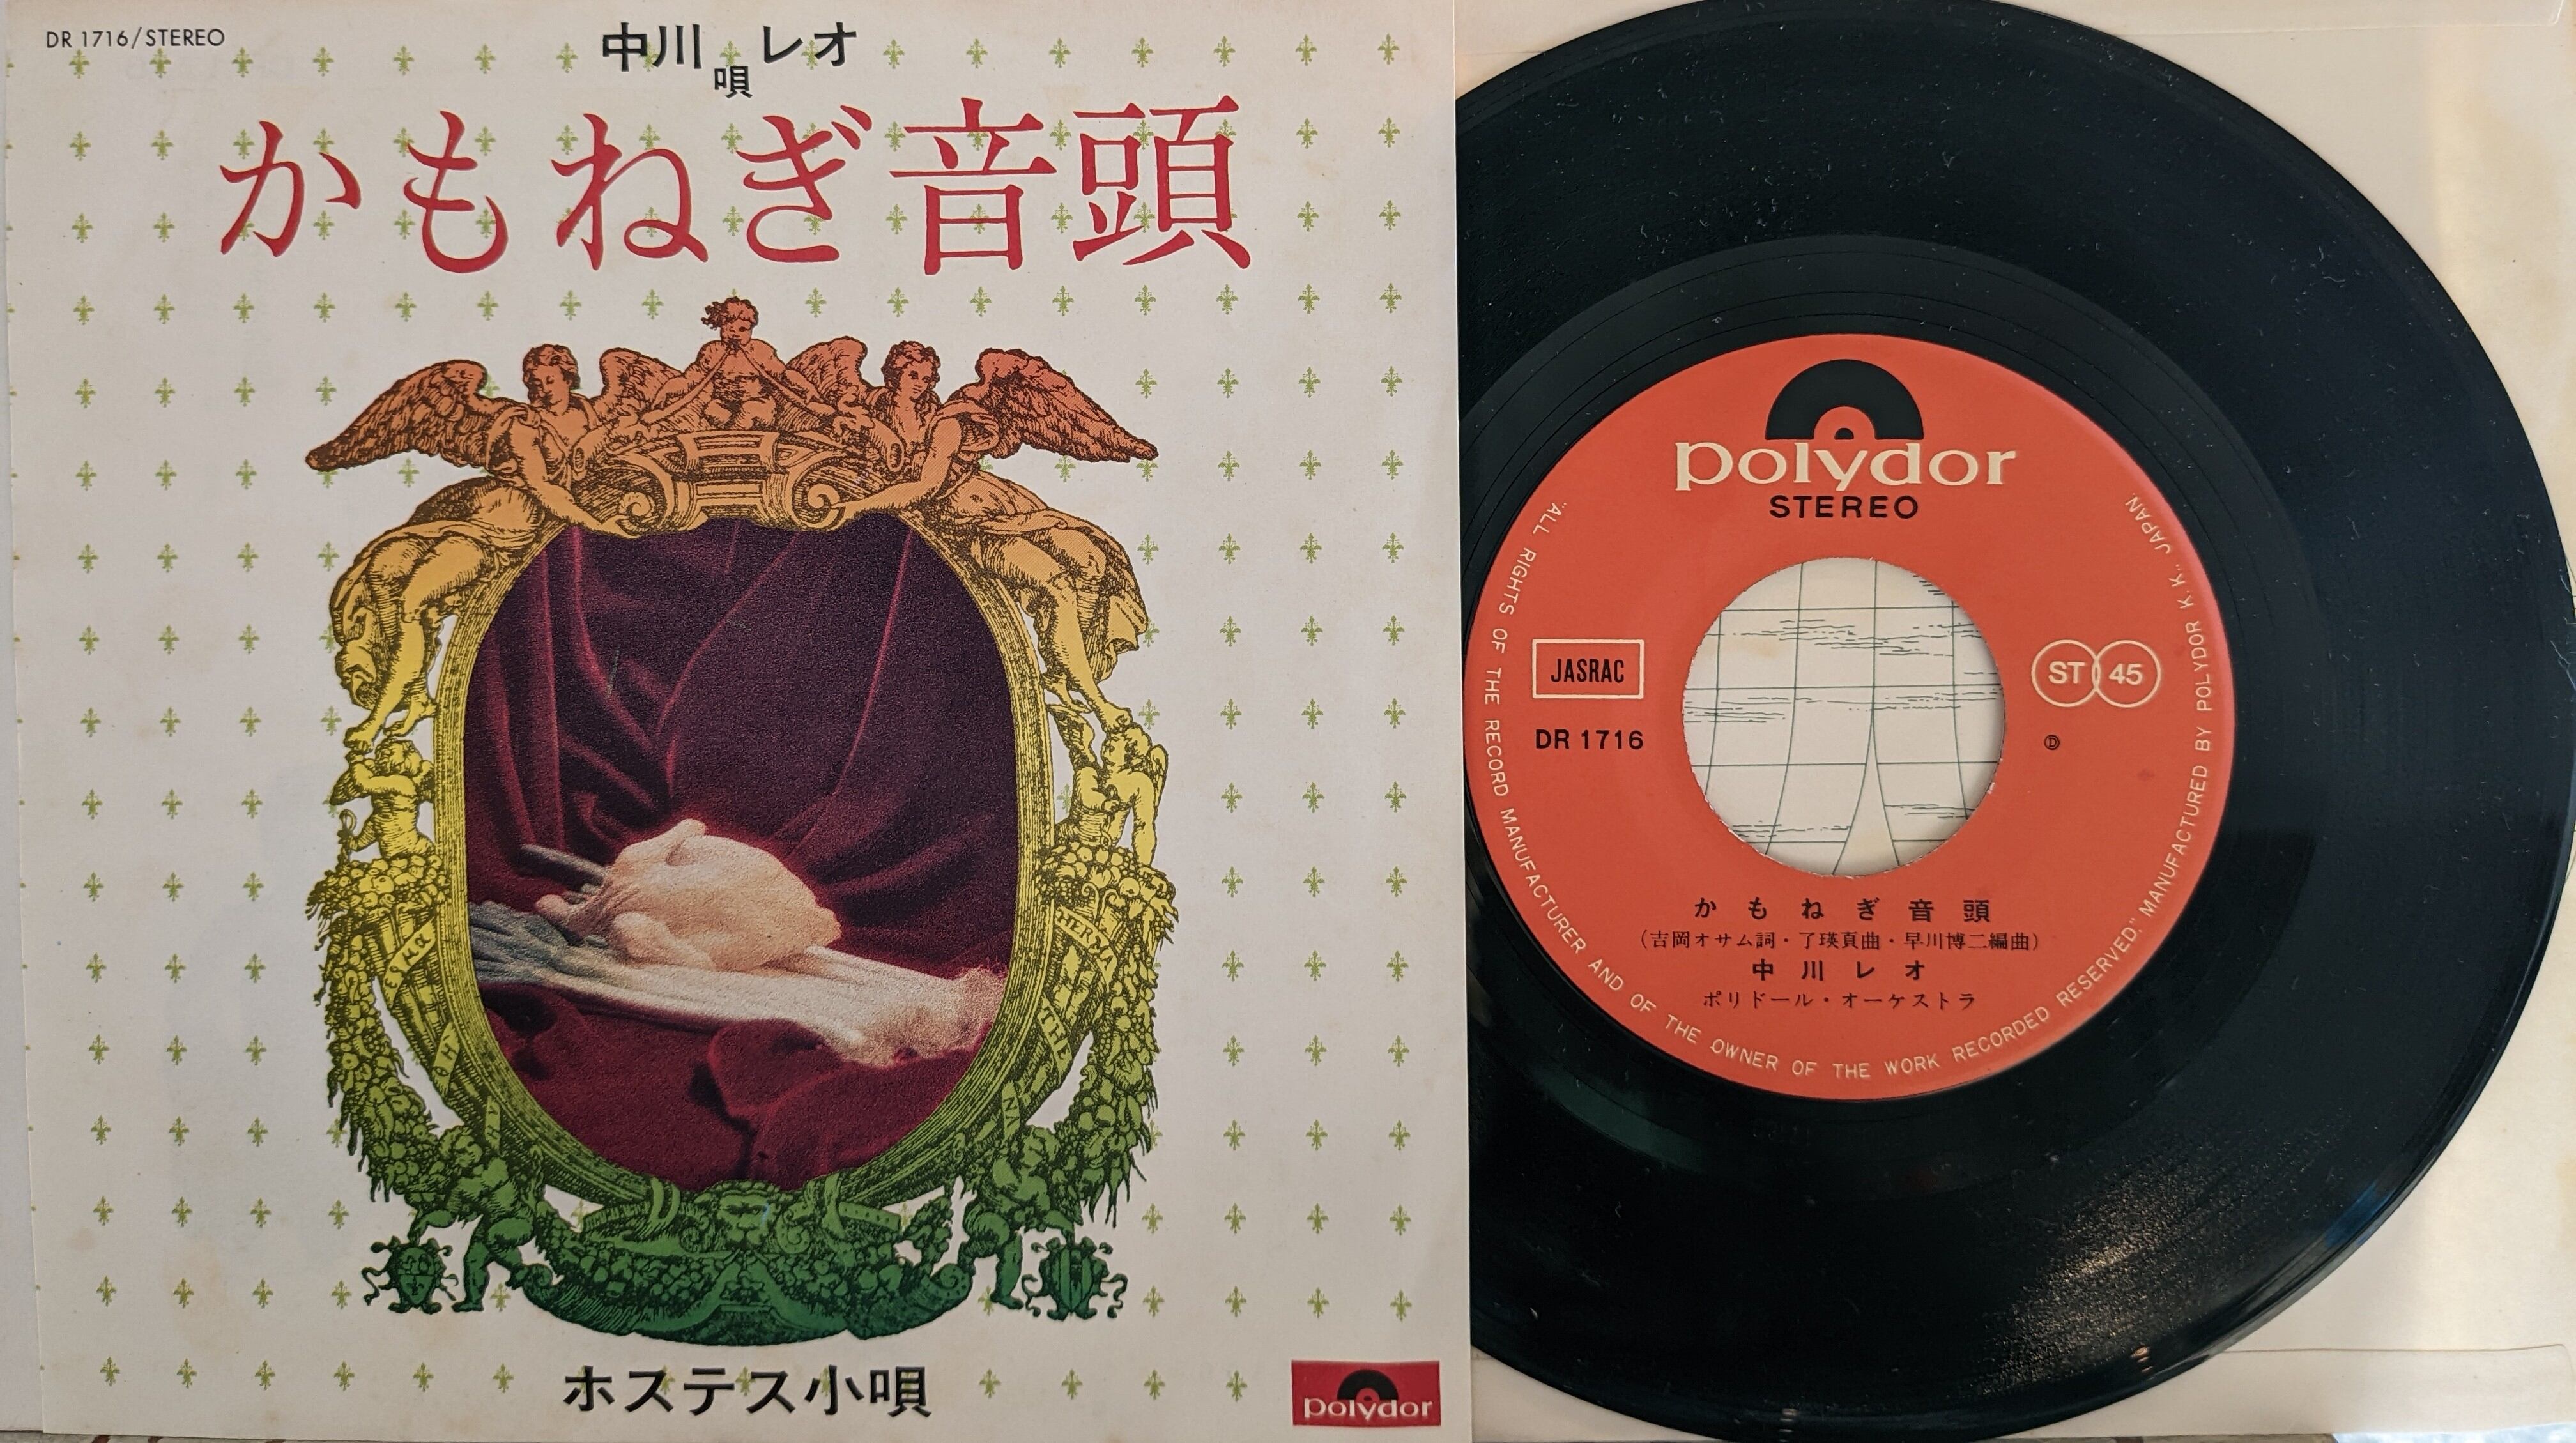 DR 1716/STEREO
中川レオ
唄
かもねぎ音頭
ホステス小唄
polydor
polydor
STEREO
JASRAC
ST 45
DR 1716
Ⓓ
かもねぎ音頭
(吉岡オサム詞・了瑛頁曲・早川博二編曲)
中川レオ
ポリドール・オーケストラ
"ALL RIGHTS OF THE RECORD MANUFACTURER AND OF THE OWNER OF THE WORK RECORDED RESERVED." MANUFACTURED BY POLYDOR K.K., JAPAN.